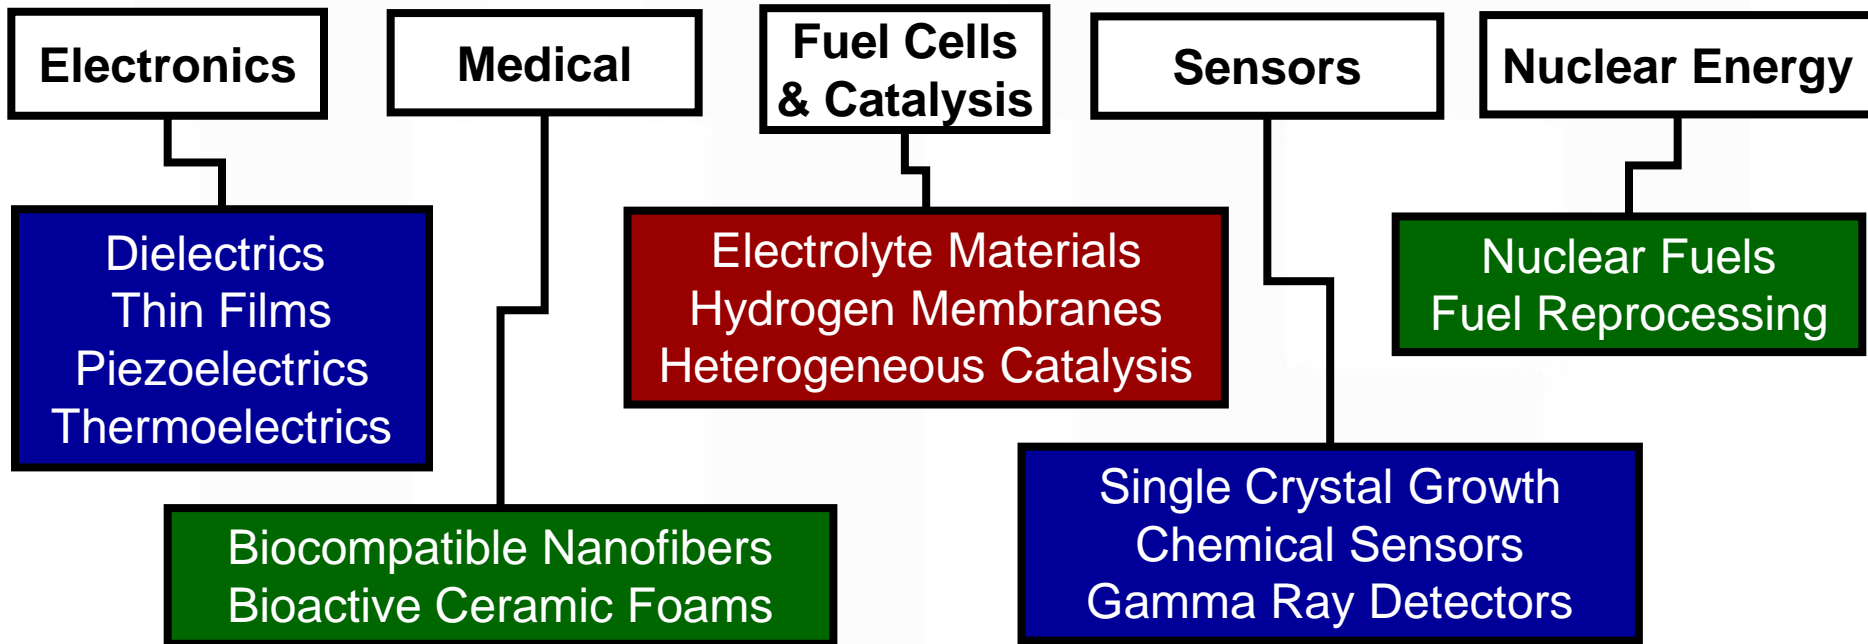 Electronics
Medical
Fuel Cells
& Catalysis
Sensors
Nuclear Energy
Dielectrics
Thin Films
Piezoelectrics
Thermoelectrics
Electrolyte Materials
Hydrogen Membranes
Heterogeneous Catalysis
Nuclear Fuels
Fuel Reprocessing
Biocompatible Nanofibers
Bioactive Ceramic Foams
Single Crystal Growth
Chemical Sensors
Gamma Ray Detectors